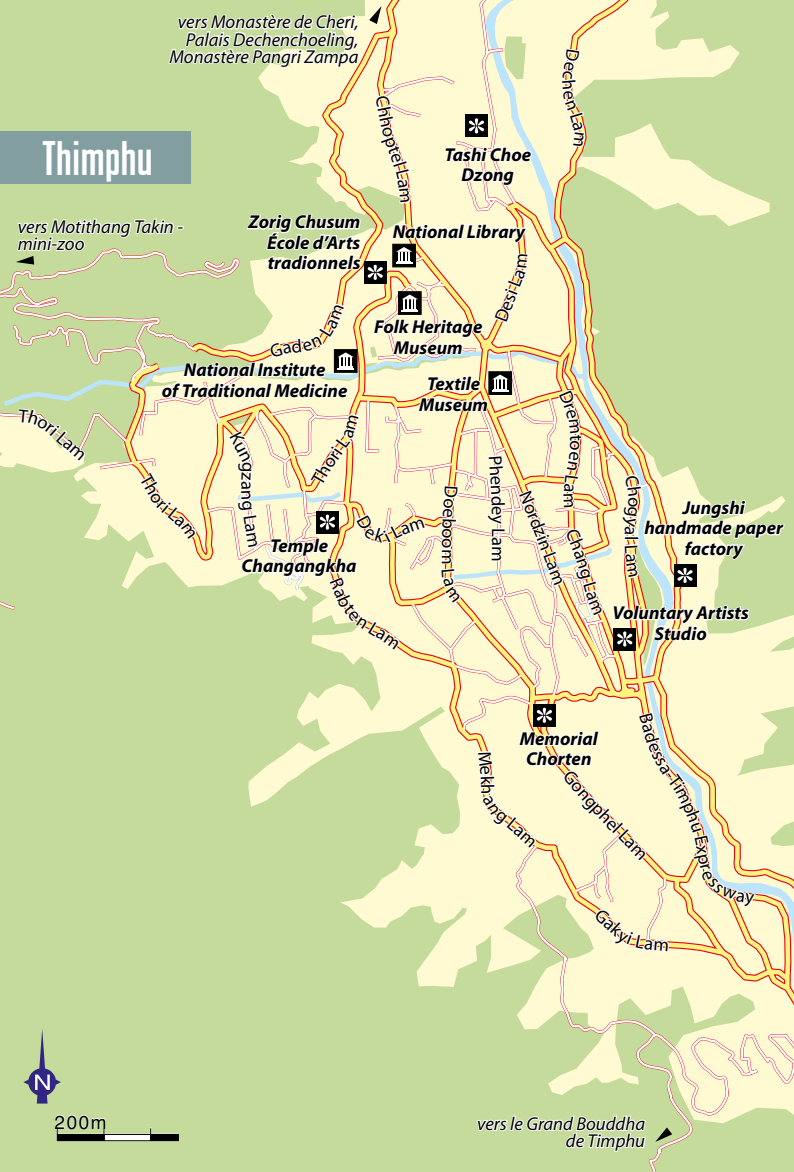 vers Monastère de Cheri,
Palais Dechenchoeling,
Monastère Pangri Zampa
Dechen Lam
Chhoptel Lam
Thimphu
Tashi Choe
Dzong
vers Motithang Takin -
mini-zoo
Zorig Chusum
École d'Arts
tradionnels
National Library
Desi Lam
Folk Heritage
Museum
Gaden Lam
National Institute
of Traditional Medicine
Textile
Museum
Thori Lam
Kungzang Lam
Thori Lam
Dremtoen Lam
Thori Lam
Phendey Lam
Doeboom Lam
Nordzin Lam
Chogyal Lam
Jungshi
handmade paper
factory
Deki Lam
Chang Lam
Temple
Changangkha
Rabten Lam
Voluntary Artists
Studio
Memorial
Chorten
Badessa-Timphu Expressway
Mekhang Lam
Gongphel Lam
Gakyi Lam
N
200m
vers le Grand Bouddha
de Timphu